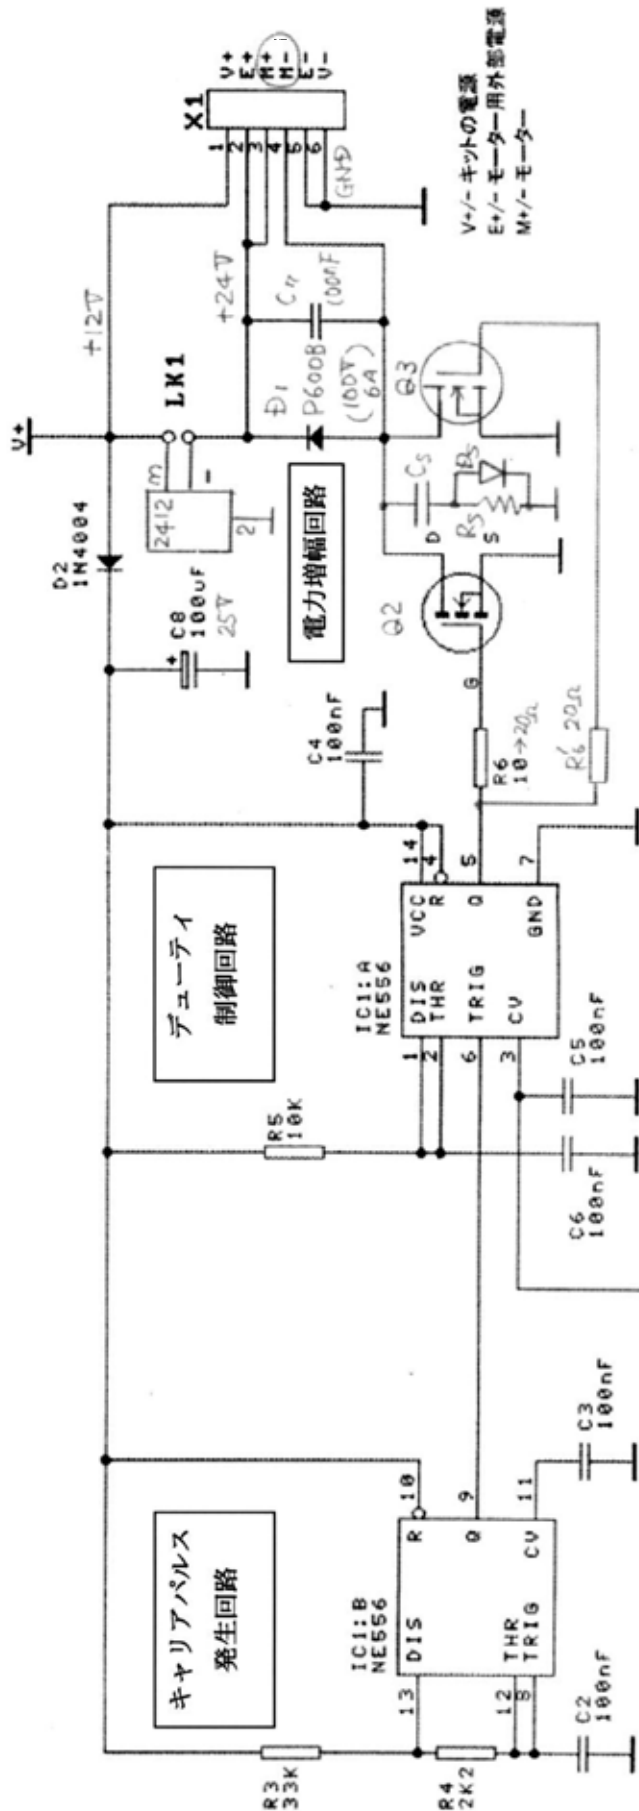 キャリアパルス
発生回路
デューティ
制御回路
電力増幅回路
R3
33K
R4
2K2
C2
100nF
IC1:B
NE556
13
DIS
12
THR
8
TRIG
R
10
Q
9
CV
11
C3
100nF
R5
10K
C6
100nF
C5
100nF
IC1:A
NE556
1
DIS
2
THR
6
TRIG
3
CV
VCC
14
R
4
Q
5
GND
7
C4
100nF
R6
10→20Ω
R6' 20Ω
C8
100uF
25V
+
D2
1N4004
V+
LK1
2412
3
1
2
+12V
+24V
D1
P600B
(100V
6A)
Cn
100nF
Q2
G
D
S
Cs
Rs
Ds
Q3
X1
1
2
3
4
5
6
V+
E+
M+
M-
E-
V-
GND
V+/- キットの電源
E+/- モーター用外部電源
M+/- モーター